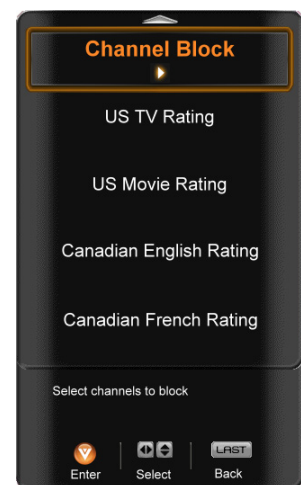 Channel Block
US TV Rating
US Movie Rating
Canadian English Rating
Canadian French Rating
Select channels to block
LAST
Enter Select Back